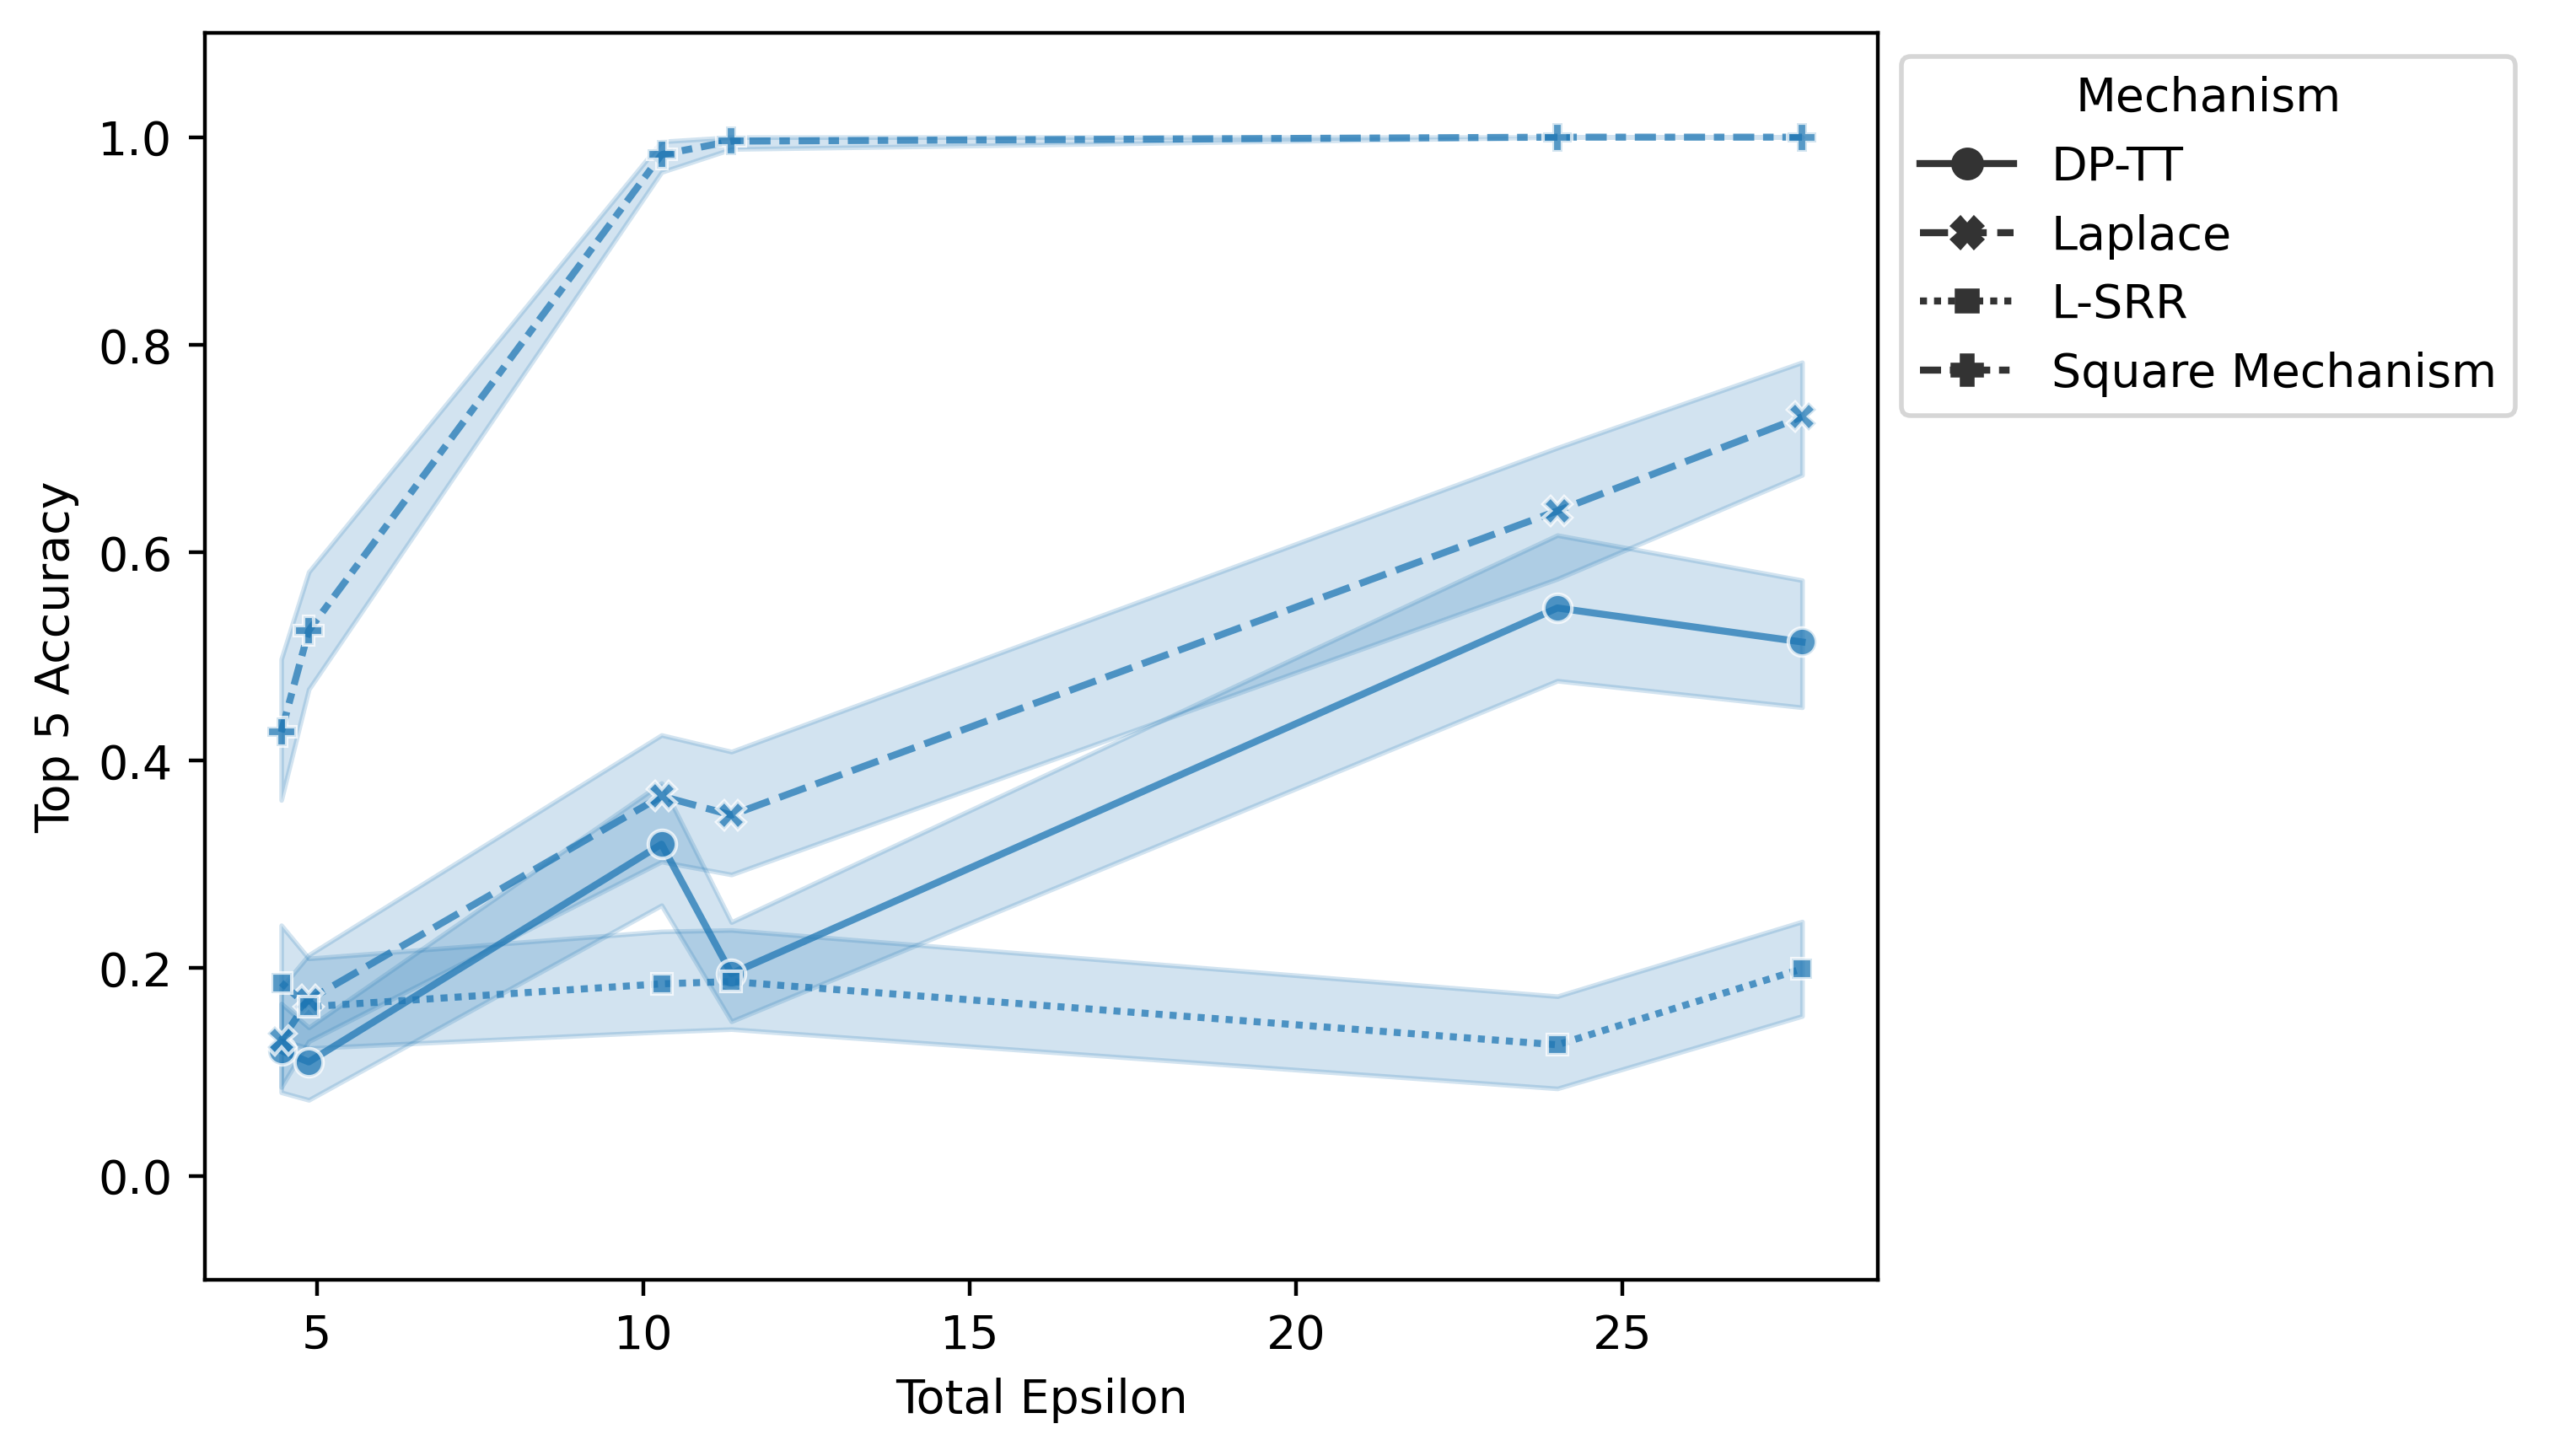 Mechanism
DP-TT
Laplace
L-SRR
Square Mechanism
Top 5 Accuracy
1.0
0.8
0.6
0.4
0.2
0.0
5 10 15 20 25
Total Epsilon